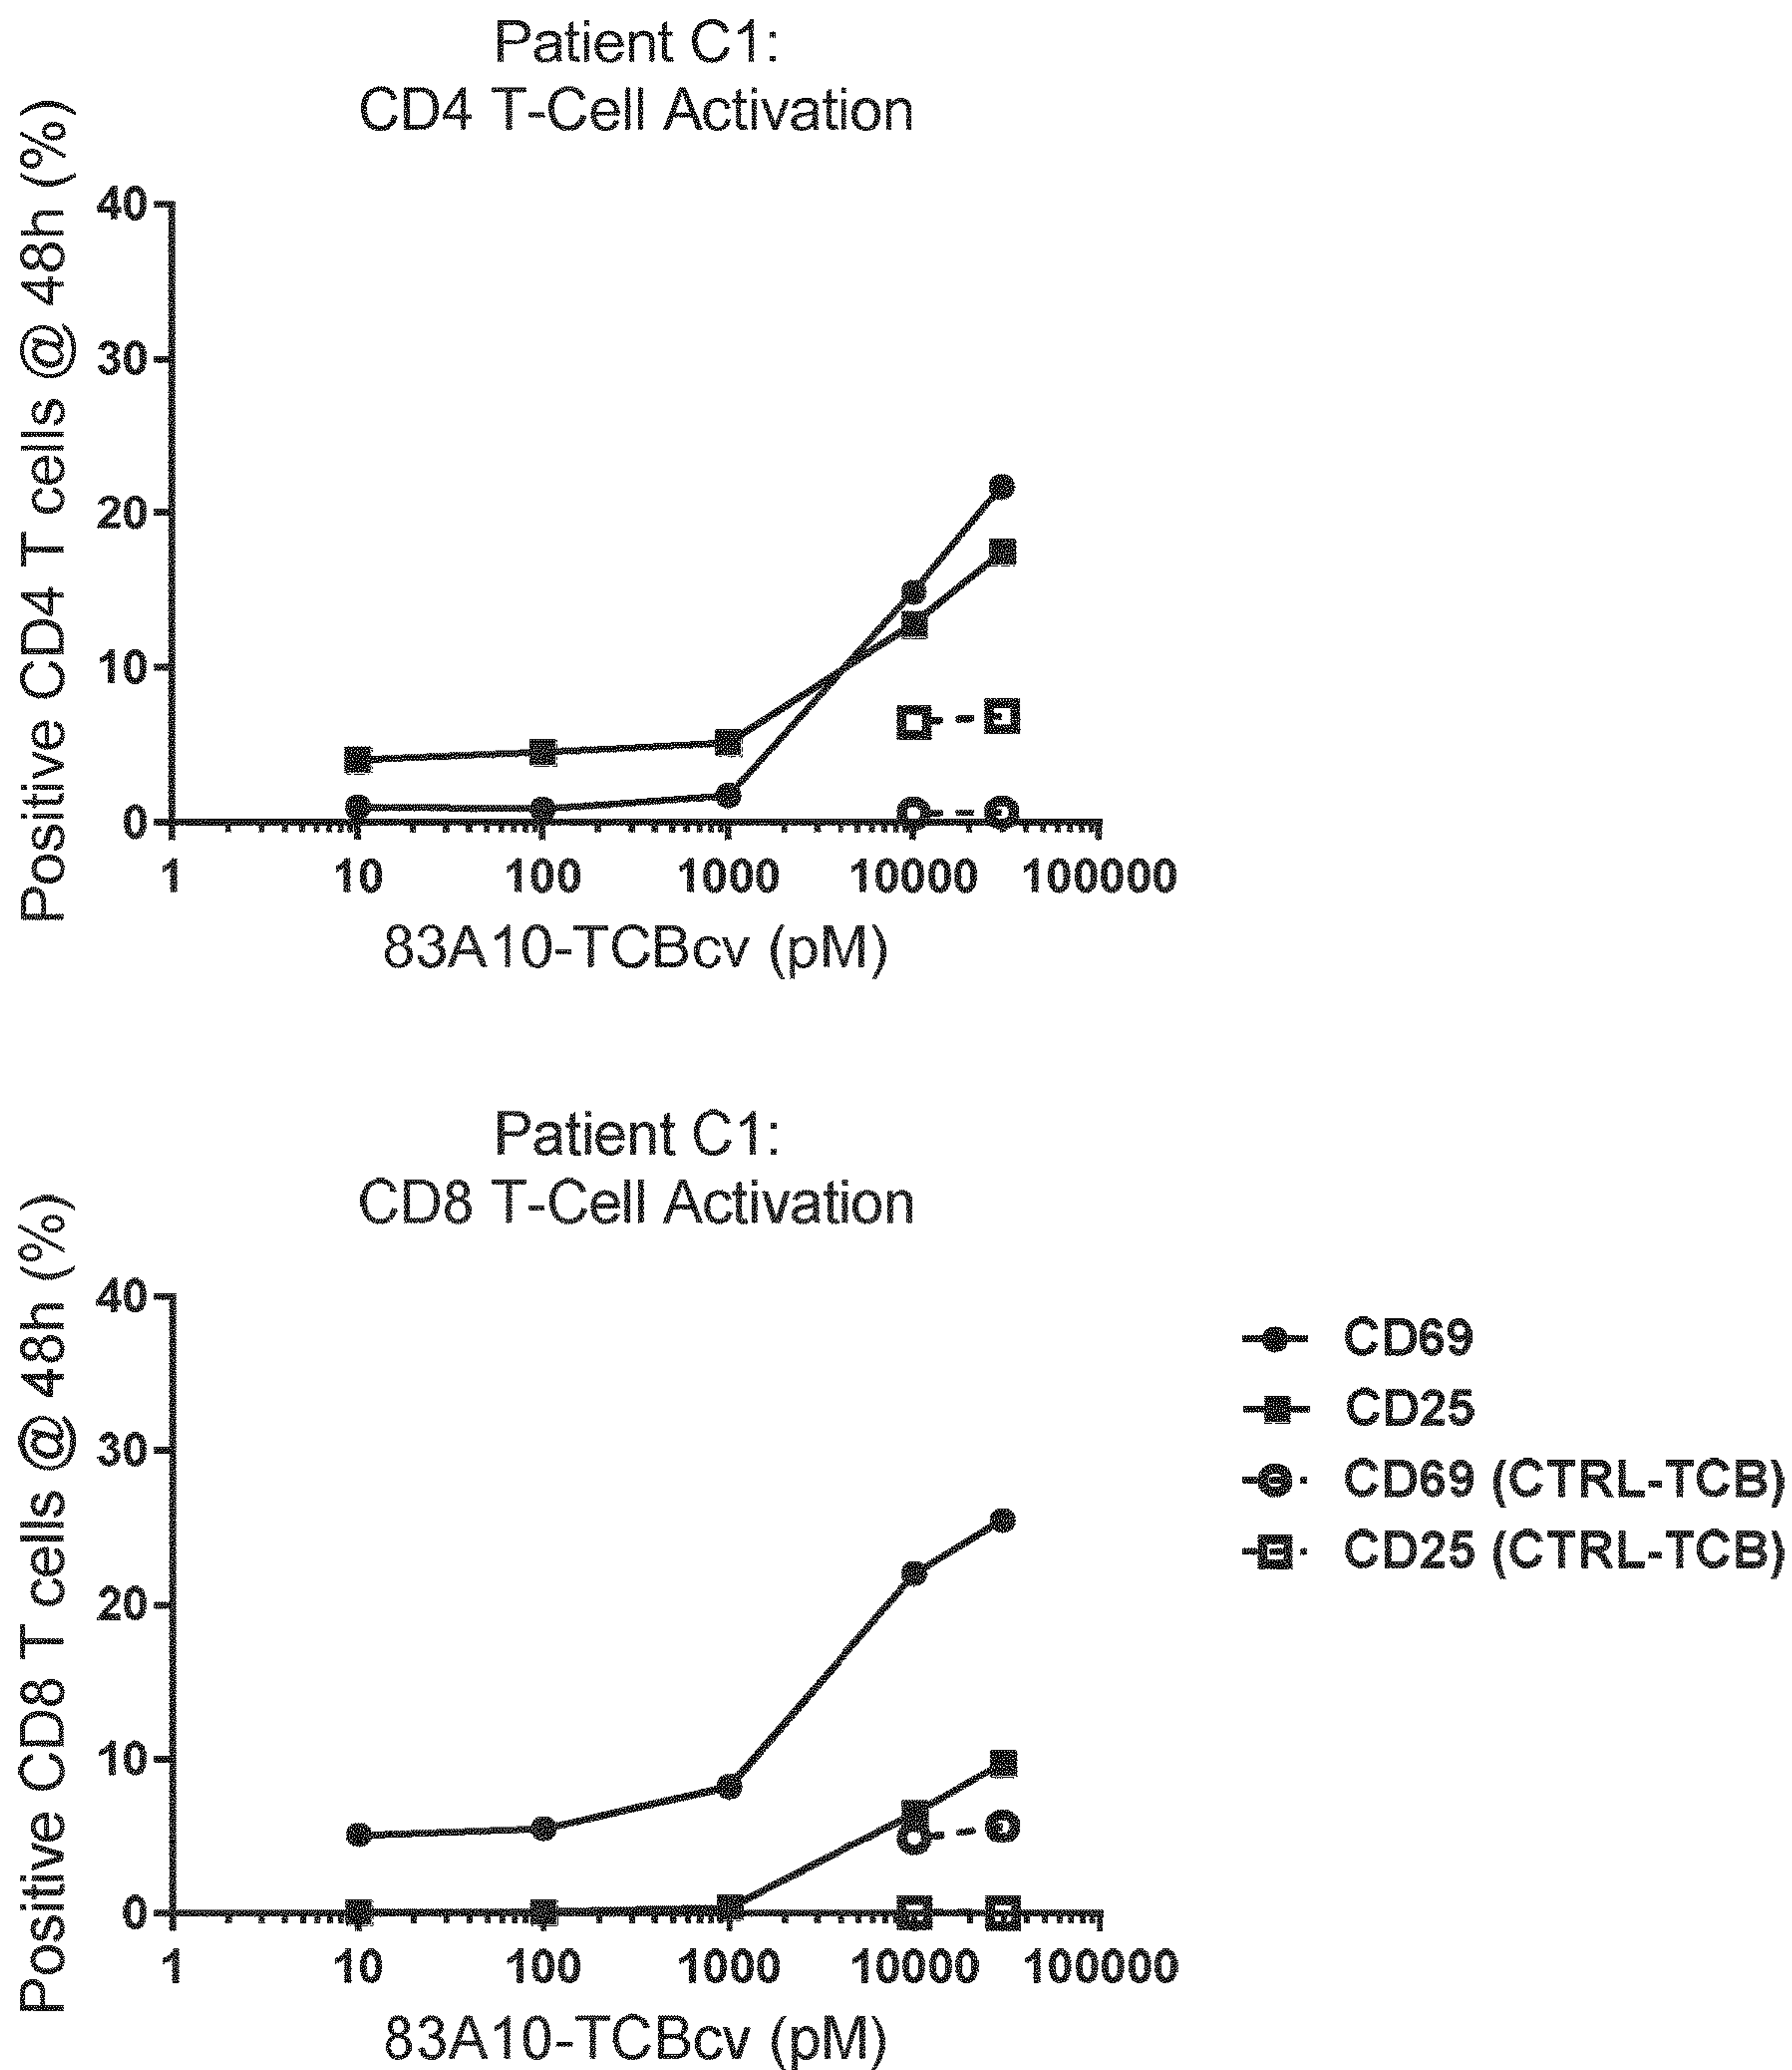 Patient C1:
CD4 T-Cell Activation
Positive CD4 T cells @ 48h (%)
40
30
20
10
0
1 10 100 1000 10000 100000
83A10-TCBcv (pM)
Patient C1:
CD8 T-Cell Activation
Positive CD8 T cells @ 48h (%)
40
30
20
10
0
1 10 100 1000 10000 100000
83A10-TCBcv (pM)
CD69
CD25
CD69 (CTRL-TCB)
CD25 (CTRL-TCB)